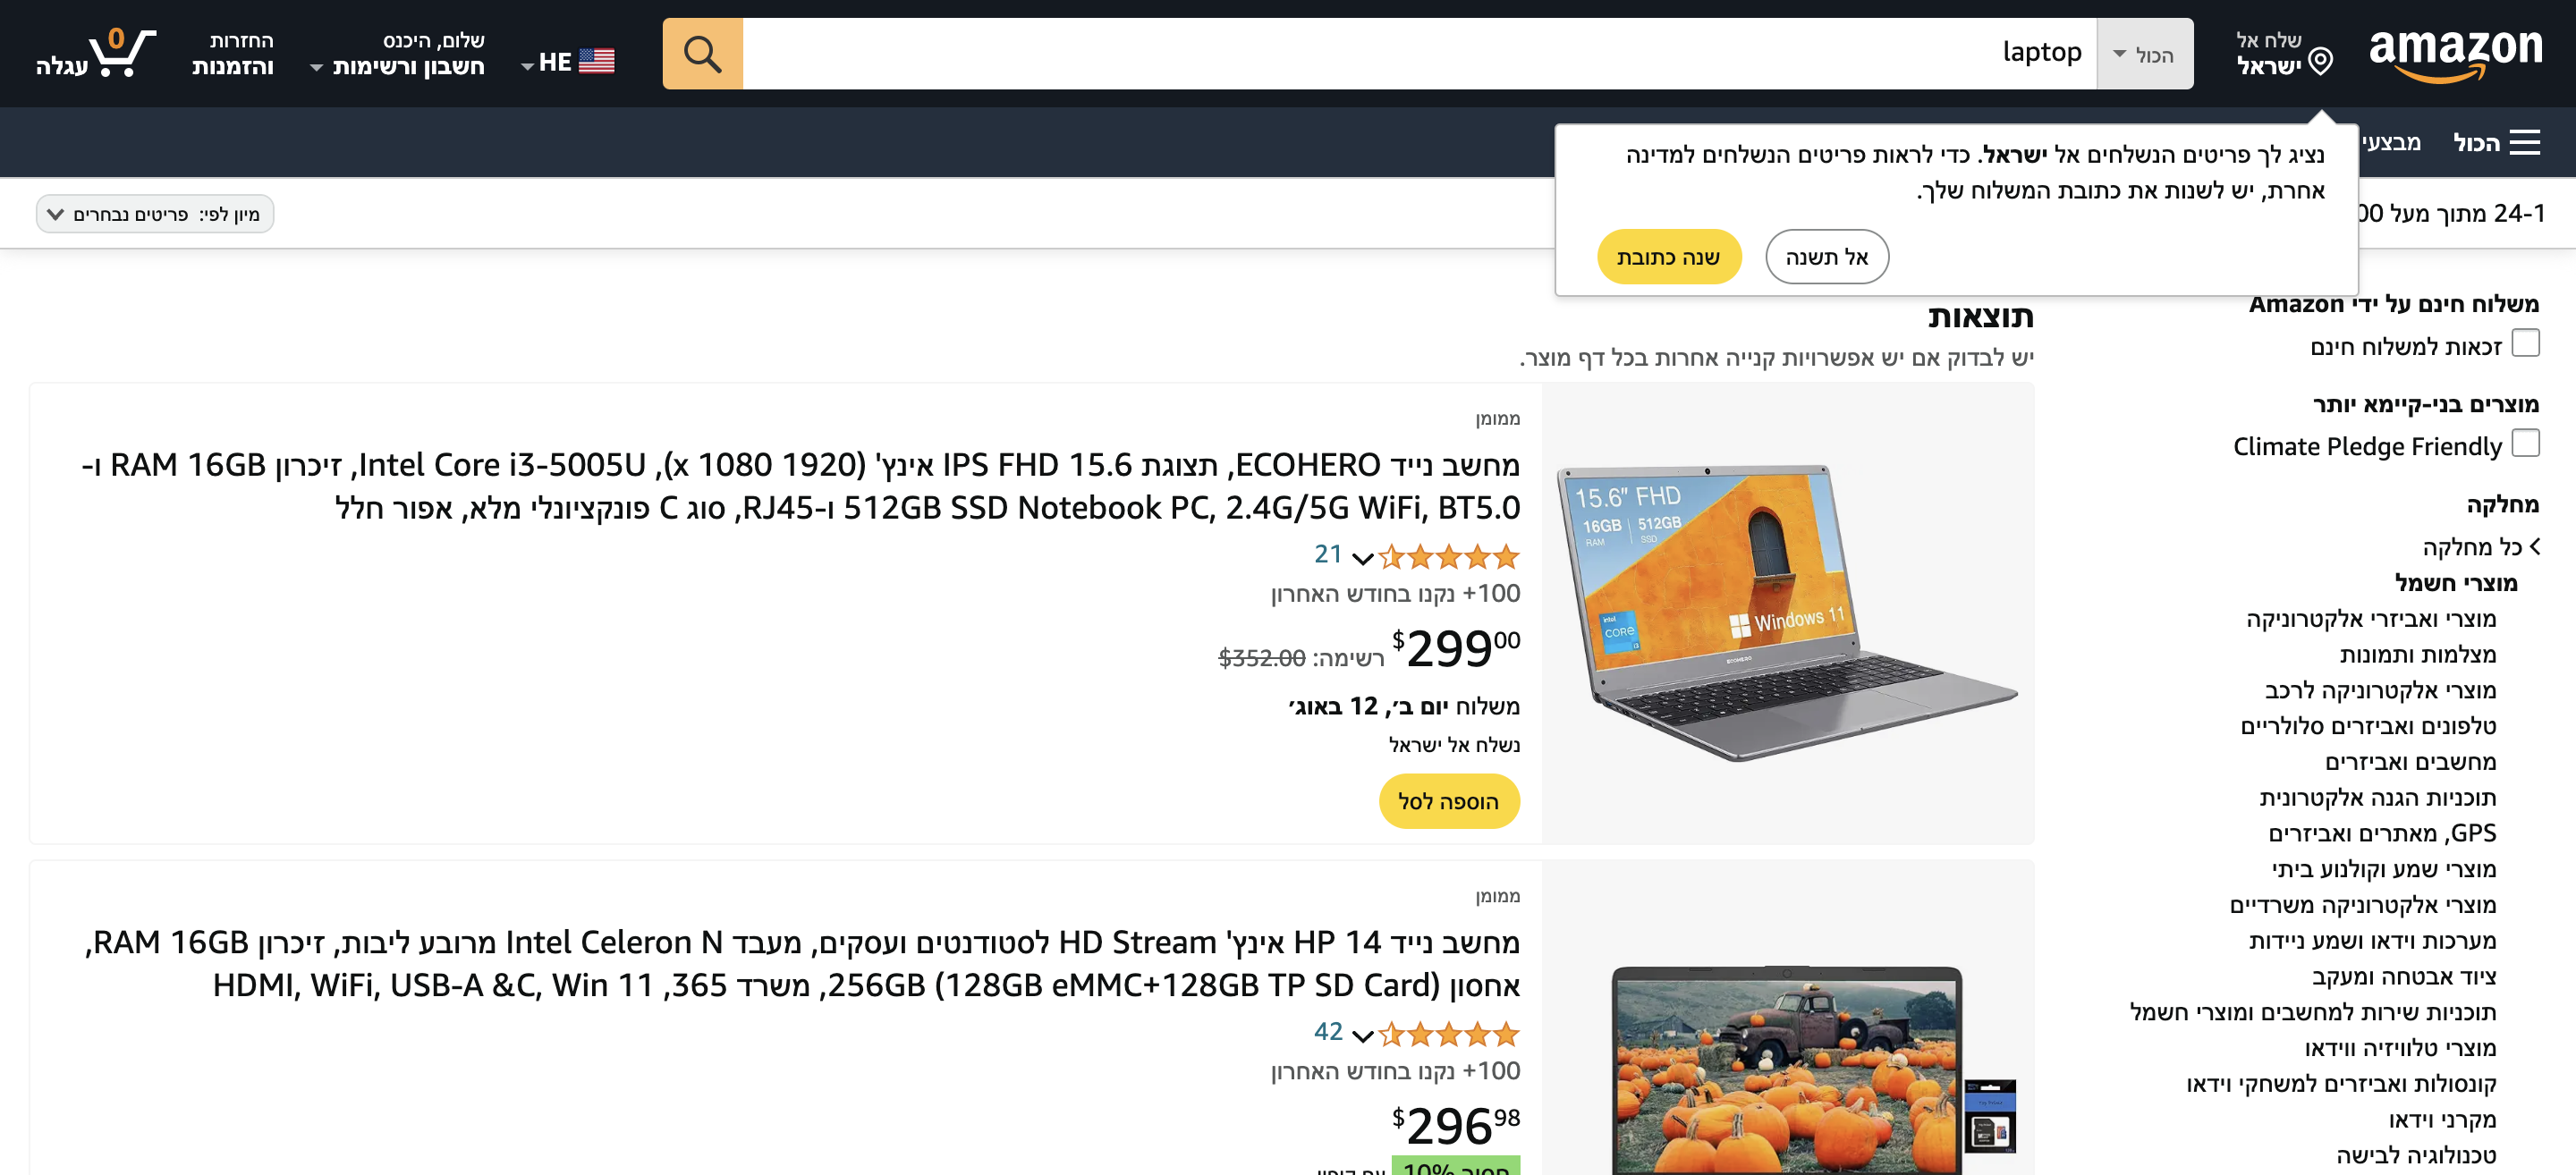 amazon
שלח אל
ישראל
הכול
laptop
HE
שלום, היכנס
חשבון ורשימות
החזרות
והזמנות
0
עגלה
הכול
מבצעי
נציג לך פריטים הנשלחים אל ישראל. כדי לראות פריטים הנשלחים למדינה
אחרת, יש לשנות את כתובת המשלוח שלך.
אל תשנה
שנה כתובת
24-1 מתוך מעל 00
מיון לפי: פריטים נבחרים
משלוח חינם על ידי Amazon
זכאות למשלוח חינם
מוצרים בני-קיימא יותר
Climate Pledge Friendly
מחלקה
כל מחלקה
מוצרי חשמל
מוצרי ואביזרי אלקטרוניקה
מצלמות ותמונות
מוצרי אלקטרוניקה לרכב
טלפונים ואביזרים סלולריים
מחשבים ואביזרים
תוכניות הגנה אלקטרונית
GPS, מאתרים ואביזרים
מוצרי שמע וקולנוע ביתי
מוצרי אלקטרוניקה משרדיים
מערכות וידאו ושמע ניידות
ציוד אבטחה ומעקב
תוכניות שירות למחשבים ומוצרי חשמל
מוצרי טלוויזיה ווידאו
קונסולות ואביזרים למשחקי וידאו
מקרני וידאו
טכנולוגיה לבישה
תוצאות
יש לבדוק אם יש אפשרויות קנייה אחרות בכל דף מוצר.
15.6" FHD
16GB 512GB
RAM SSD
intel
CORE
i3
Windows 11
ECOHERO
ממומן
מחשב נייד ECOHERO, תצוגת IPS FHD 15.6 אינץ' (1920 x 1080), Intel Core i3-5005U, זיכרון RAM 16GB ו-
512GB SSD Notebook PC, 2.4G/5G WiFi, BT5.0 ו-RJ45, סוג C פונקציונלי מלא, אפור חלל
21
100+ נקנו בחודש האחרון
$299.00 רשימה: $352.00
משלוח יום ב׳, 12 באוג׳
נשלח אל ישראל
הוספה לסל
ממומן
מחשב נייד HP 14 אינץ' HD Stream לסטודנטים ועסקים, מעבד Intel Celeron N מרובע ליבות, זיכרון RAM 16GB,
אחסון 256GB (128GB eMMC+128GB TP SD Card), משרד 365, HDMI, WiFi, USB-A &C, Win 11
42
100+ נקנו בחודש האחרון
$296.98
10%